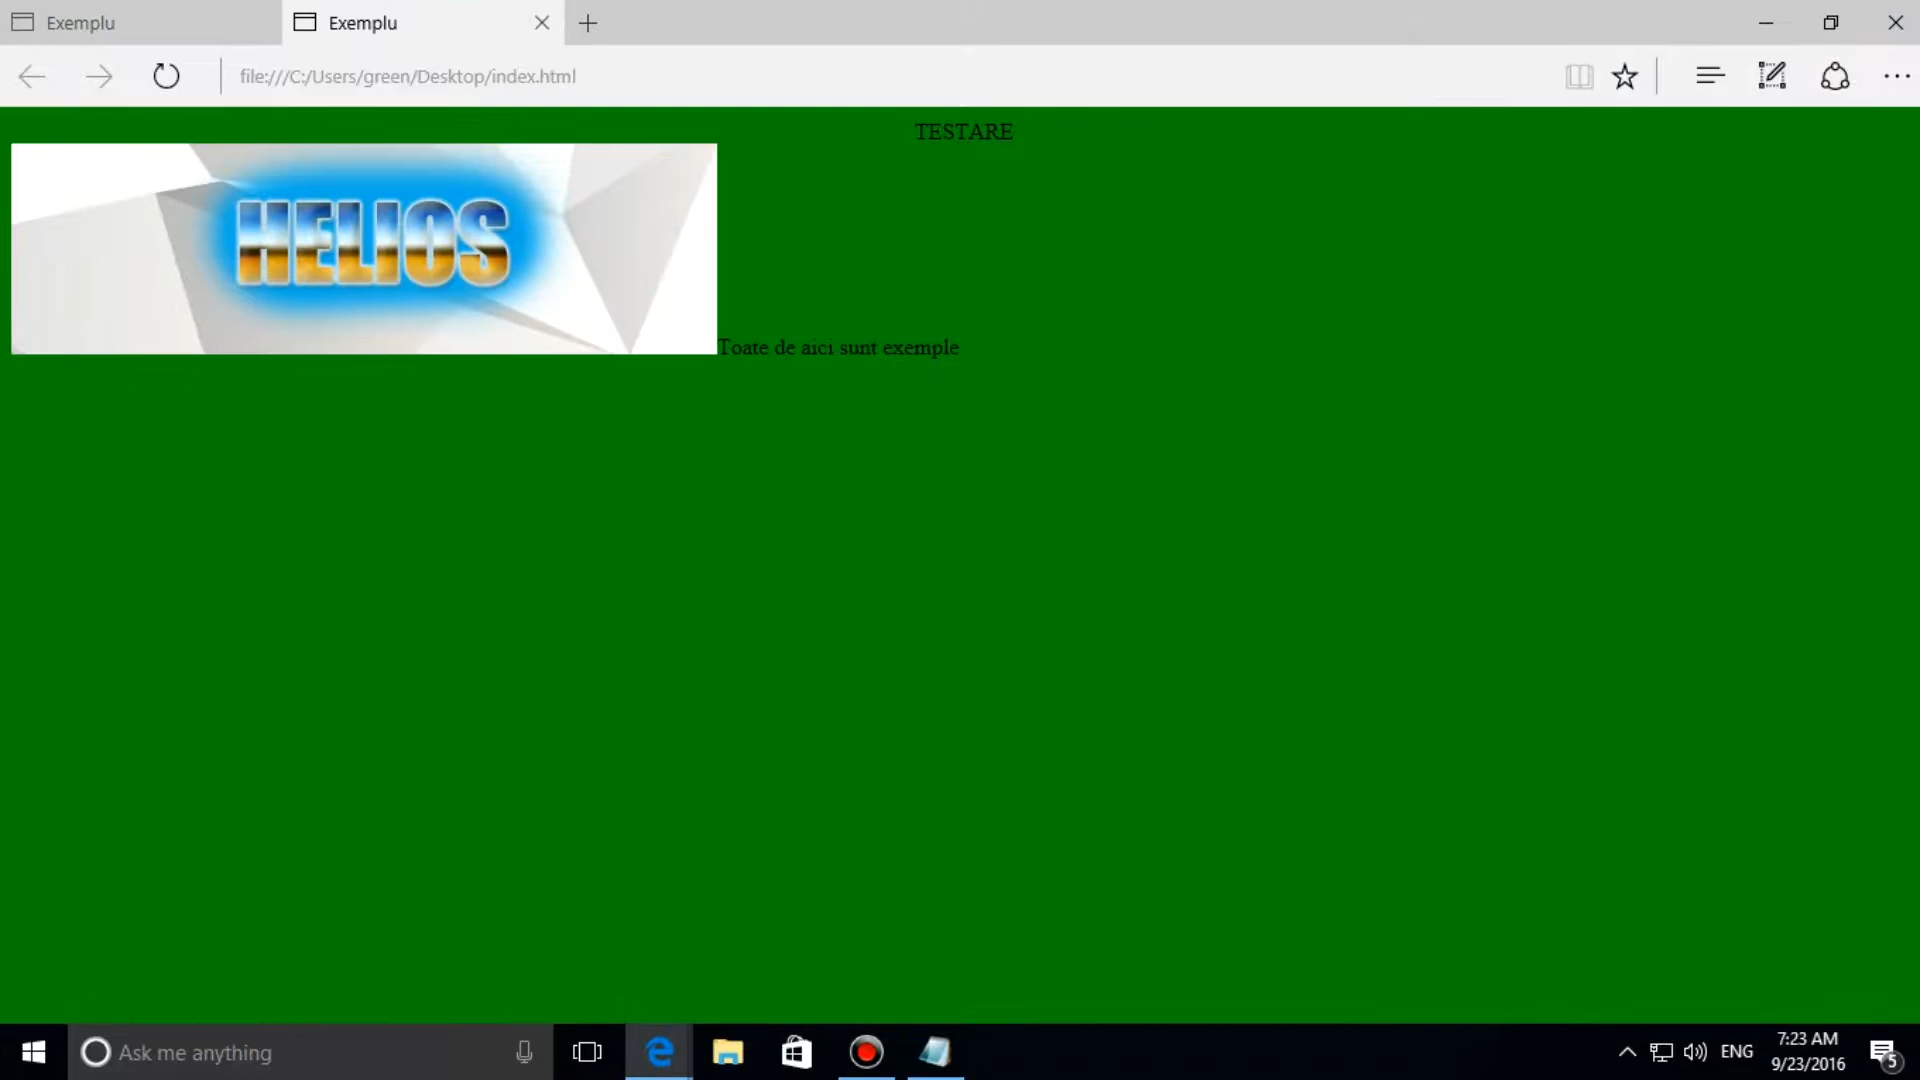 Exemplu
Exemplu
file:///C:/Users/green/Desktop/index.html
TESTARE
HELIOS
Toate de aici sunt exemple
Ask me anything
ENG
7:23 AM
9/23/2016
5